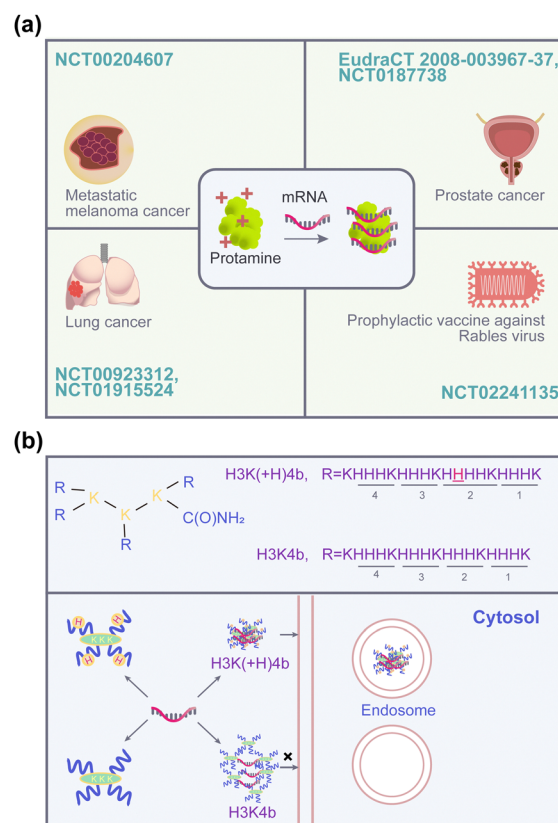 (a)
NCT00204607
EudraCT 2008-003967-37,
NCT0187738
Metastatic
melanoma cancer
Prostate cancer
mRNA
Protamine
Lung cancer
Prophylactic vaccine against
Rables virus
NCT00923312,
NCT01915524
NCT02241135
(b)
R
R
K
K
K
R
R
C(O)NH₂
H3K(+H)4b, R=KHHHKHHHKHHHHKHHHK
4 3 2 1
H3K4b, R=KHHHKHHHKHHHKHHHK
4 3 2 1
Cytosol
H H
KKK
H H
H3K(+H)4b
Endosome
KKK
H3K4b